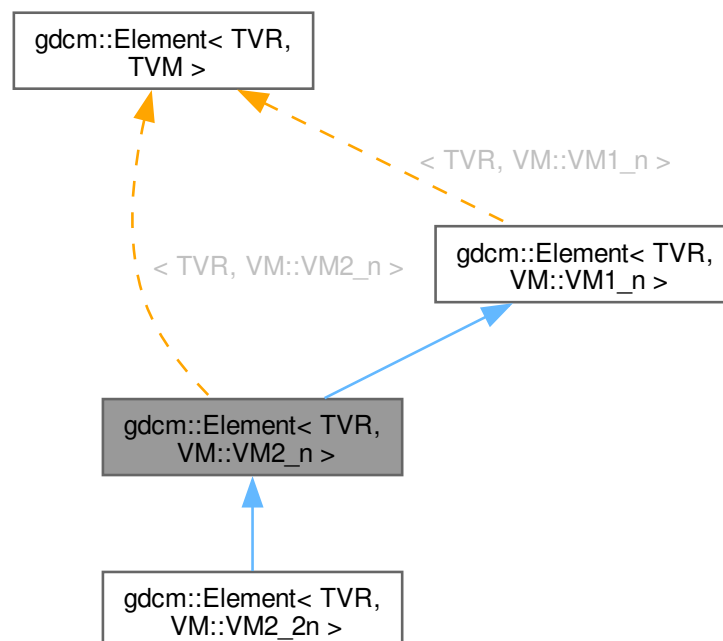 gdcm::Element< TVR,
TVM >
< TVR, VM::VM1_n >
gdcm::Element< TVR,
VM::VM1_n >
< TVR, VM::VM2_n >
gdcm::Element< TVR,
VM::VM2_n >
gdcm::Element< TVR,
VM::VM2_2n >